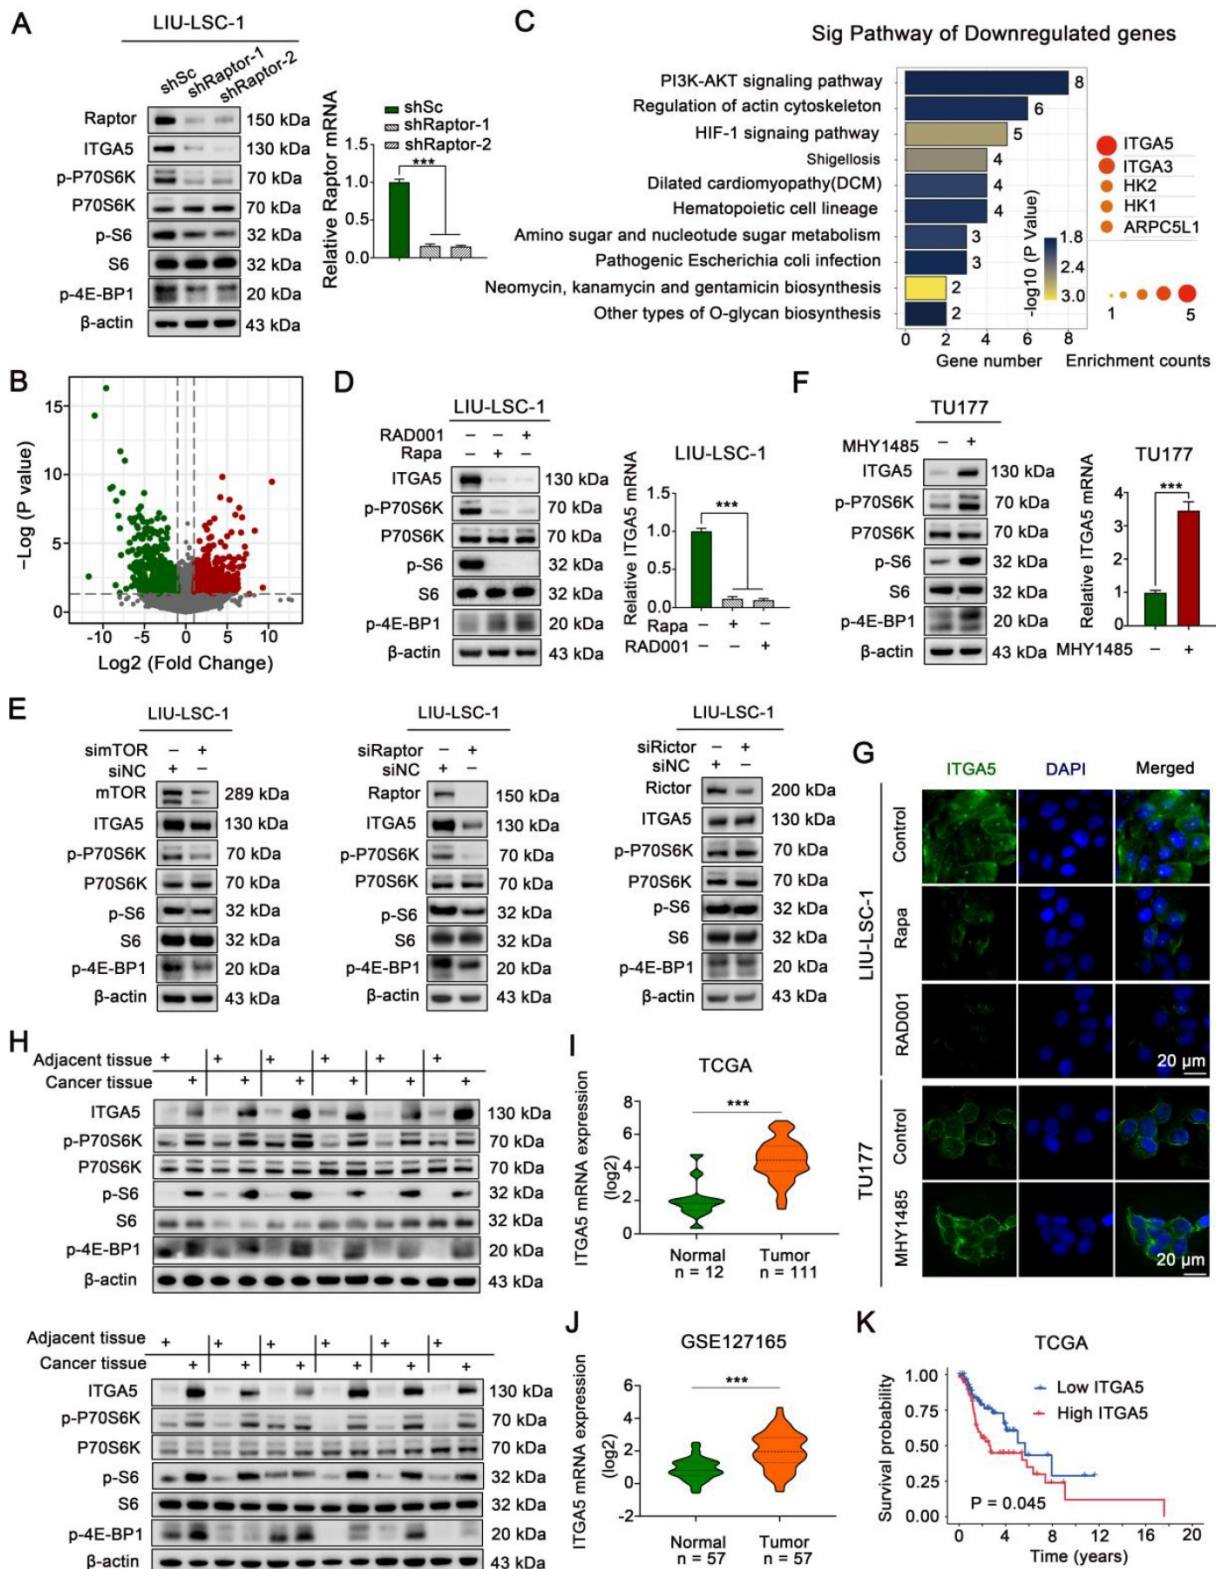 A
LIU-LSC-1
shSc
shRaptor-1
shRaptor-2
Raptor 150 kDa
ITGA5 130 kDa
p-P70S6K 70 kDa
P70S6K 70 kDa
p-S6 32 kDa
S6 32 kDa
p-4E-BP1 20 kDa
β-actin 43 kDa
Relative Raptor mRNA
shSc
shRaptor-1
shRaptor-2
***
1.5
1.0
0.5
0.0
C
Sig Pathway of Downregulated genes
PI3K-AKT signaling pathway 8
Regulation of actin cytoskeleton 6
HIF-1 signaing pathway 5
Shigellosis 4
Dilated cardiomyopathy(DCM) 4
Hematopoietic cell lineage 4
Amino sugar and nucleotude sugar metabolism 3
Pathogenic Escherichia coli infection 3
Neomycin, kanamycin and gentamicin biosynthesis 2
Other types of O-glycan biosynthesis 2
0 2 4 6 8
Gene number
-log10 (P Value)
1.8
2.4
3.0
ITGA5
ITGA3
HK2
HK1
ARPC5L1
1 5
Enrichment counts
B
−Log (P value)
15
10
5
0
-10 -5 0 5 10
Log2 (Fold Change)
D
LIU-LSC-1
RAD001 − − +
Rapa − + −
ITGA5 130 kDa
p-P70S6K 70 kDa
P70S6K 70 kDa
p-S6 32 kDa
S6 32 kDa
p-4E-BP1 20 kDa
β-actin 43 kDa
LIU-LSC-1
Relative ITGA5 mRNA
1.5
1.0
0.5
0.0
***
Rapa − + −
RAD001 − − +
F
TU177
MHY1485 − +
ITGA5 130 kDa
p-P70S6K 70 kDa
P70S6K 70 kDa
p-S6 32 kDa
S6 32 kDa
p-4E-BP1 20 kDa
β-actin 43 kDa
TU177
Relative ITGA5 mRNA
4
3
2
1
0
***
MHY1485 − +
E
LIU-LSC-1
simTOR − +
siNC + −
mTOR 289 kDa
ITGA5 130 kDa
p-P70S6K 70 kDa
P70S6K 70 kDa
p-S6 32 kDa
S6 32 kDa
p-4E-BP1 20 kDa
β-actin 43 kDa
LIU-LSC-1
siRaptor − +
siNC + −
Raptor 150 kDa
ITGA5 130 kDa
p-P70S6K 70 kDa
P70S6K 70 kDa
p-S6 32 kDa
S6 32 kDa
p-4E-BP1 20 kDa
β-actin 43 kDa
LIU-LSC-1
siRictor − +
siNC + −
Rictor 200 kDa
ITGA5 130 kDa
p-P70S6K 70 kDa
P70S6K 70 kDa
p-S6 32 kDa
S6 32 kDa
p-4E-BP1 20 kDa
β-actin 43 kDa
G
ITGA5 DAPI Merged
LIU-LSC-1
Control
Rapa
RAD001
20 μm
TU177
Control
MHY1485
20 μm
H
Adjacent tissue + + + + + +
Cancer tissue + + + + + +
ITGA5 130 kDa
p-P70S6K 70 kDa
P70S6K 70 kDa
p-S6 32 kDa
S6 32 kDa
p-4E-BP1 20 kDa
β-actin 43 kDa
Adjacent tissue + + + + + +
Cancer tissue + + + + + +
ITGA5 130 kDa
p-P70S6K 70 kDa
P70S6K 70 kDa
p-S6 32 kDa
S6 32 kDa
p-4E-BP1 20 kDa
β-actin 43 kDa
I
TCGA
ITGA5 mRNA expression
(log2)
8
6
4
2
0
***
Normal Tumor
n = 12 n = 111
J
GSE127165
ITGA5 mRNA expression
(log2)
6
4
2
0
-2
***
Normal Tumor
n = 57 n = 57
K
TCGA
Survival probability
1.00
0.75
0.50
0.25
0.00
Low ITGA5
High ITGA5
P = 0.045
0 2 4 6 8 12 16 20
Time (years)